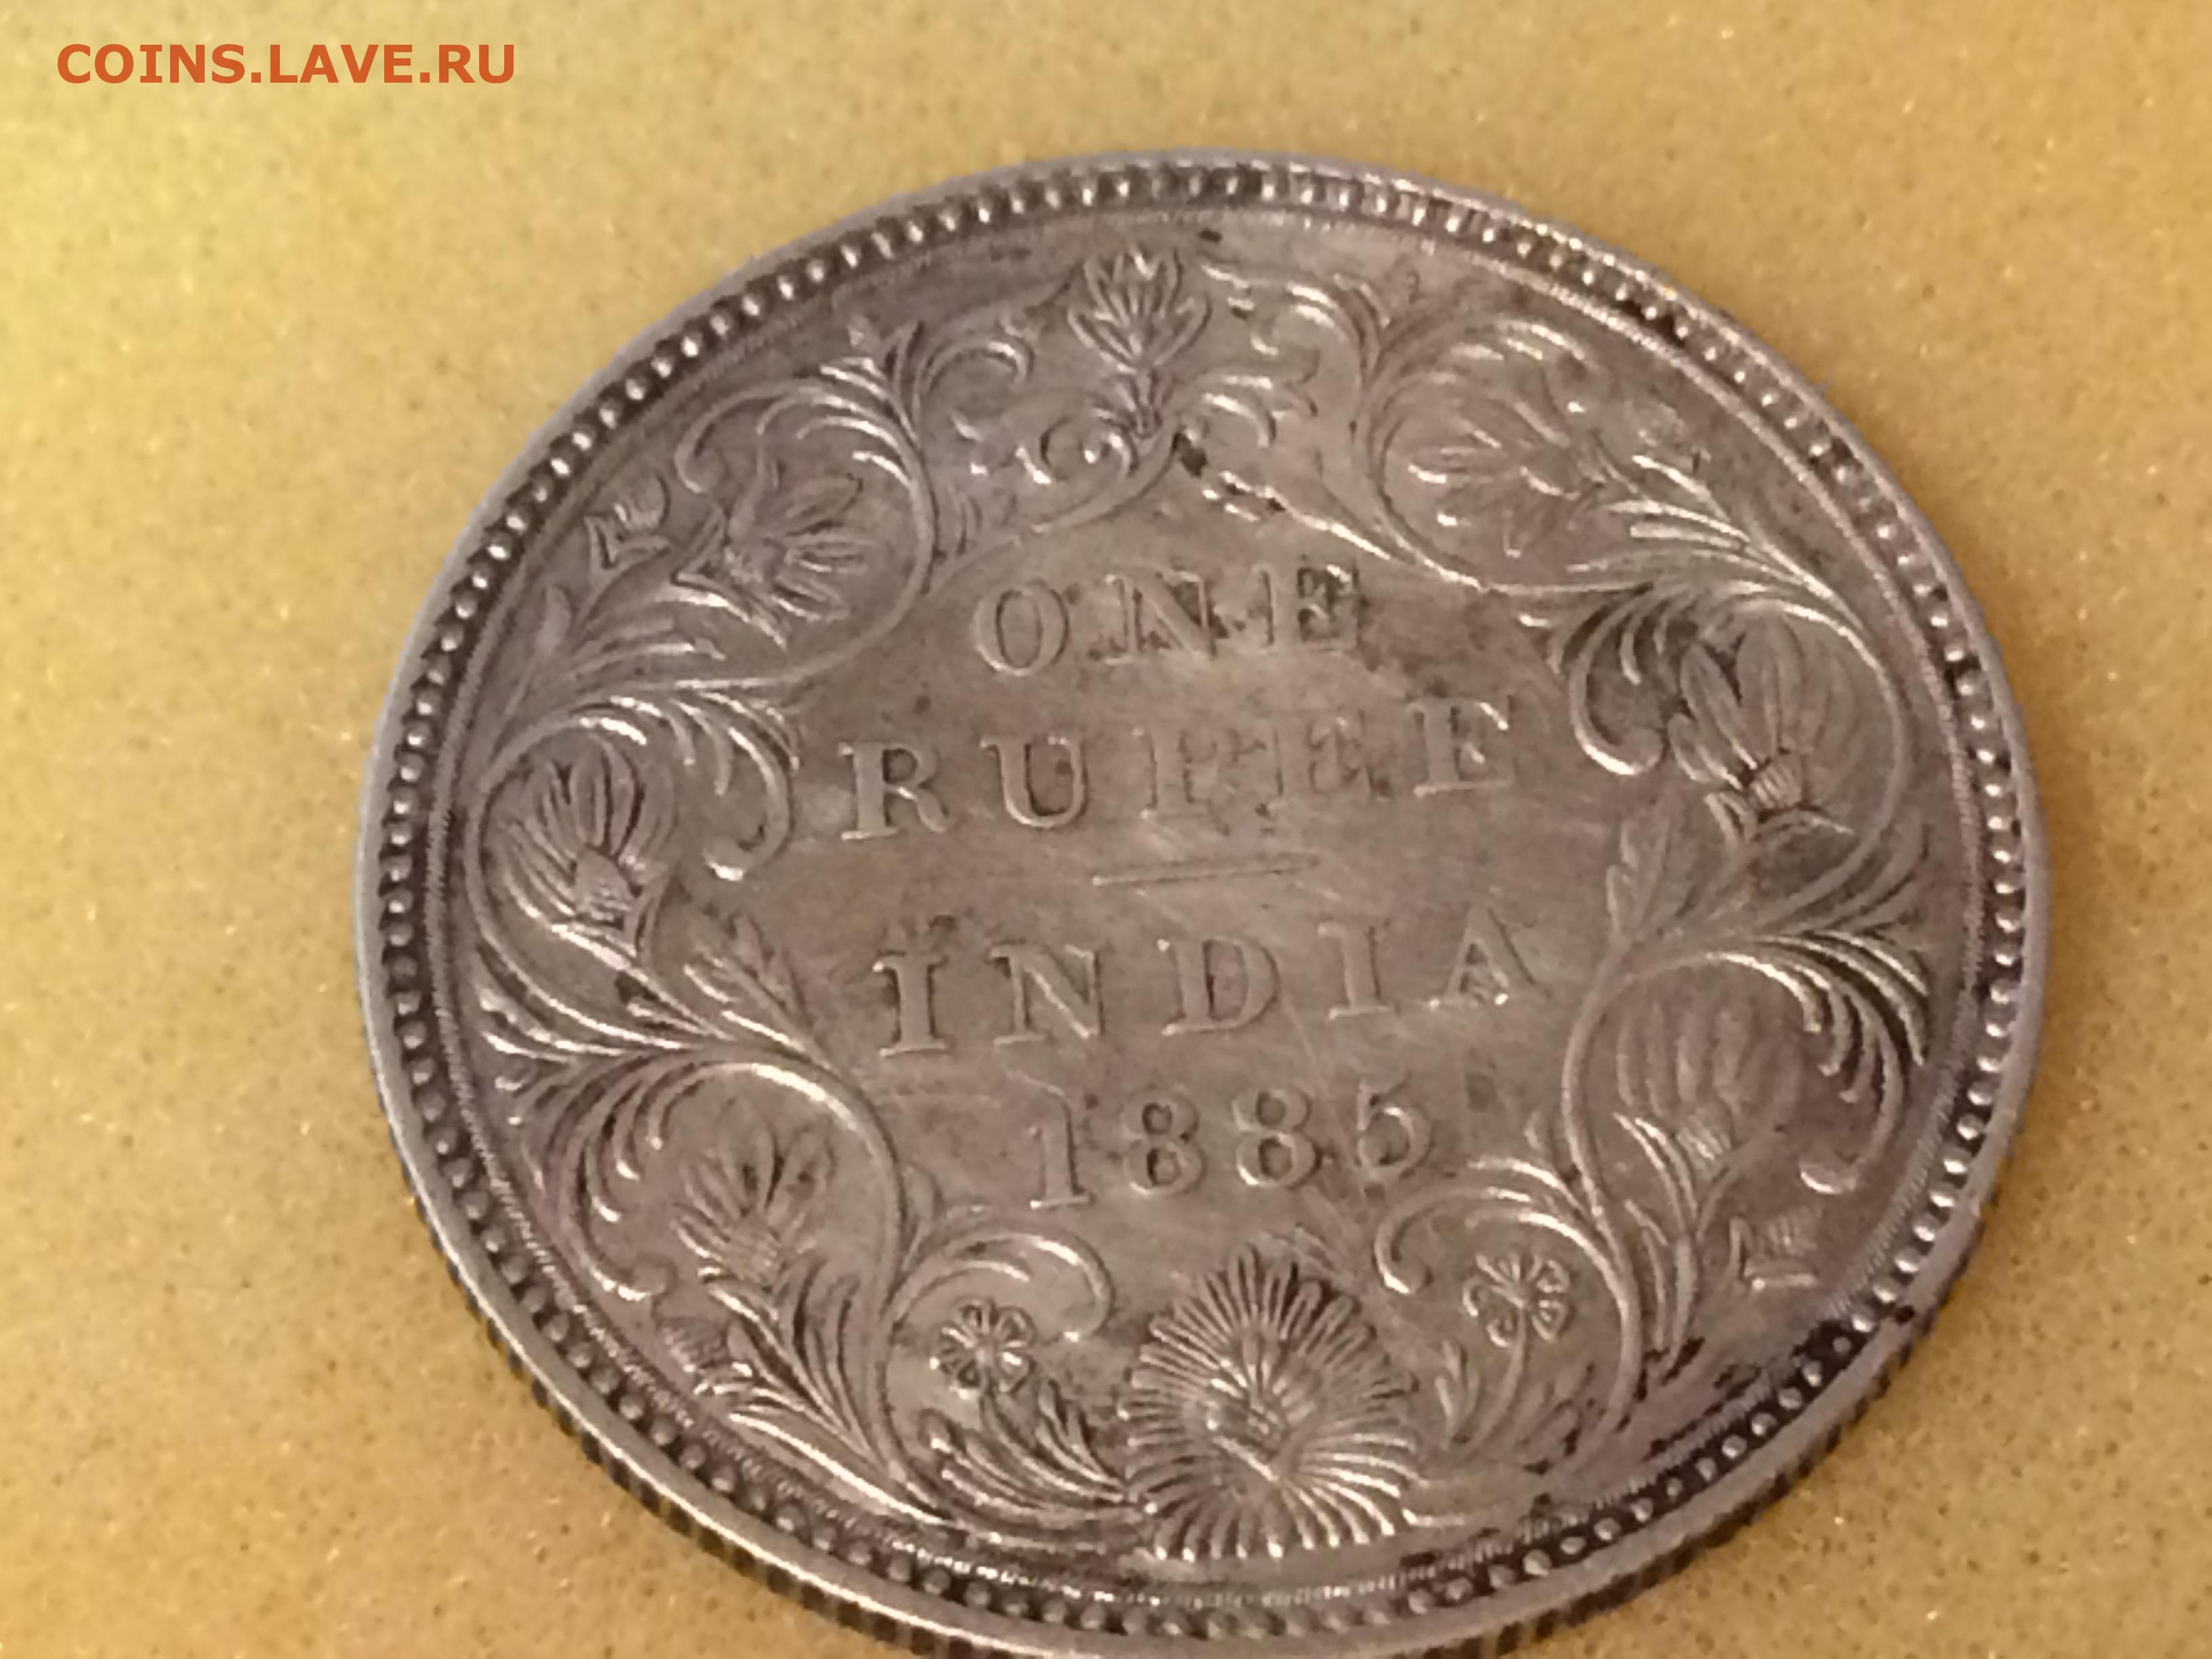 COINS.LAVE.RU
ONE
RUPEE
INDIA
1885